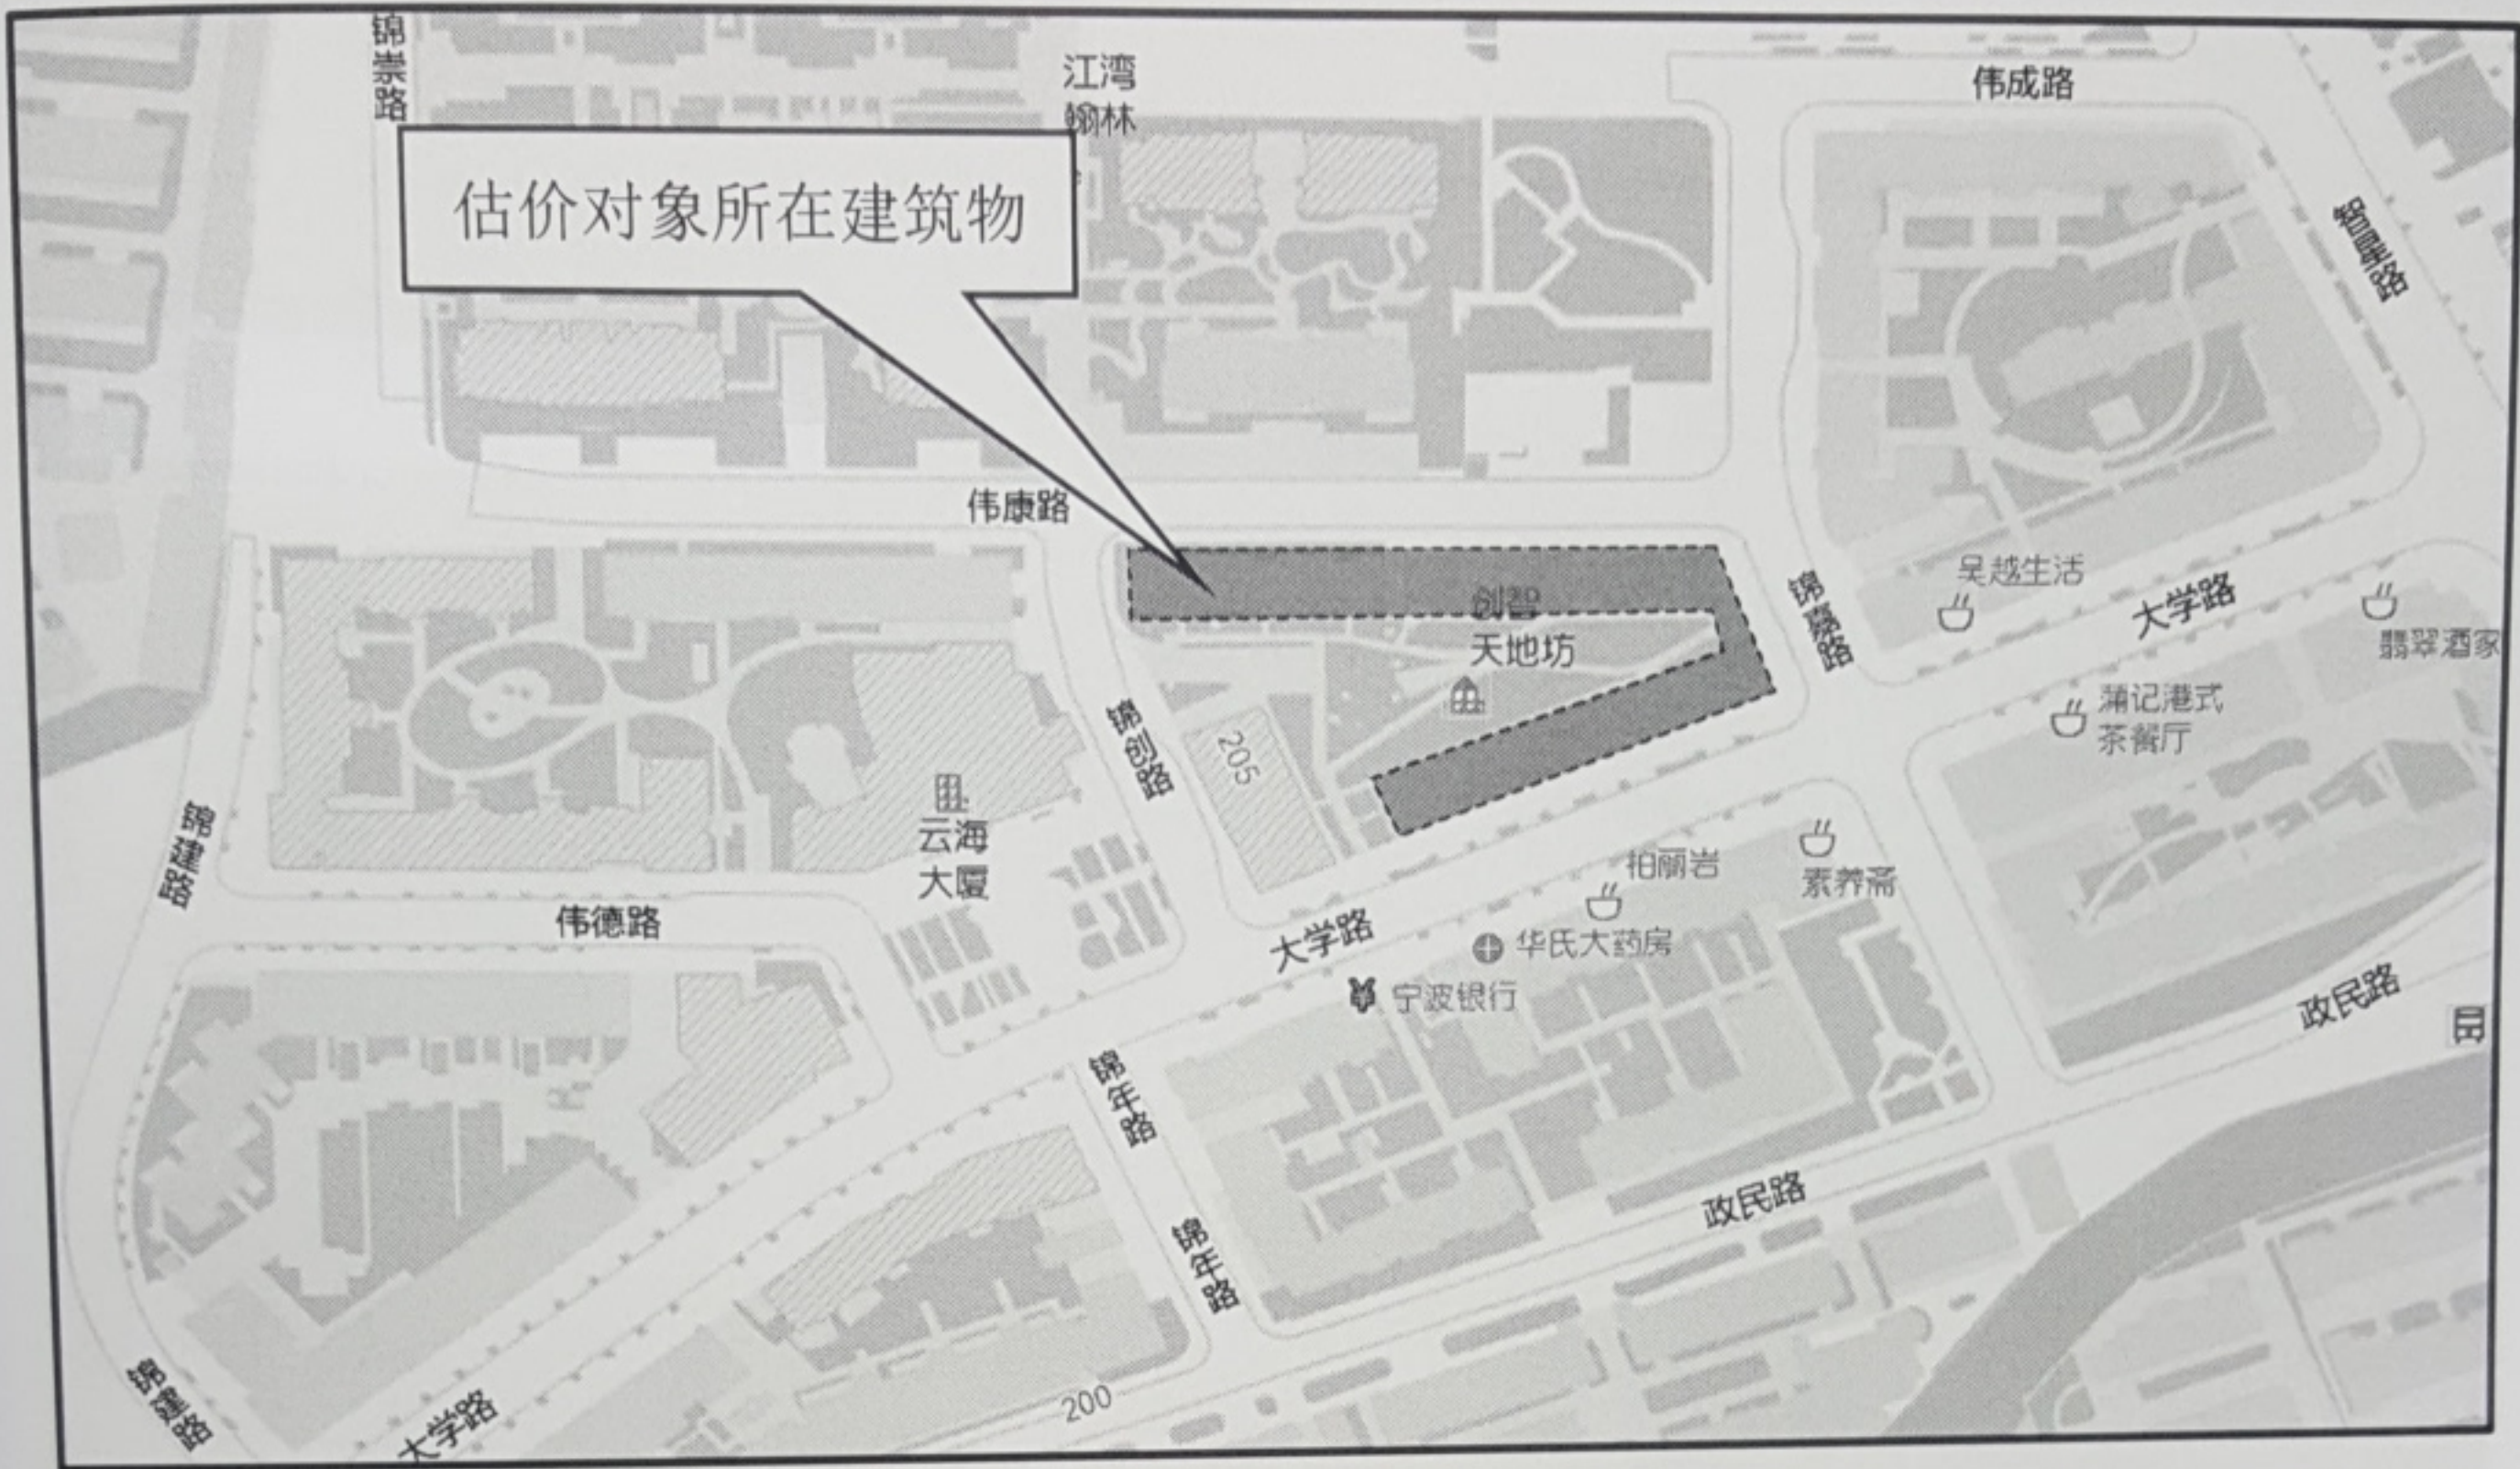 锦崇路
江湾
翰林
伟成路
估价对象所在建筑物
智星路
伟康路
创智
天地坊
锦嘉路
吴越生活
大学路
翡翠酒家
蒲记港式
茶餐厅
锦创路
205
云海
大厦
锦建路
伟德路
柏丽岩
素养斋
大学路
华氏大药房
宁波银行
政民路
锦年路
政民路
锦年路
锦建路
大学路
200